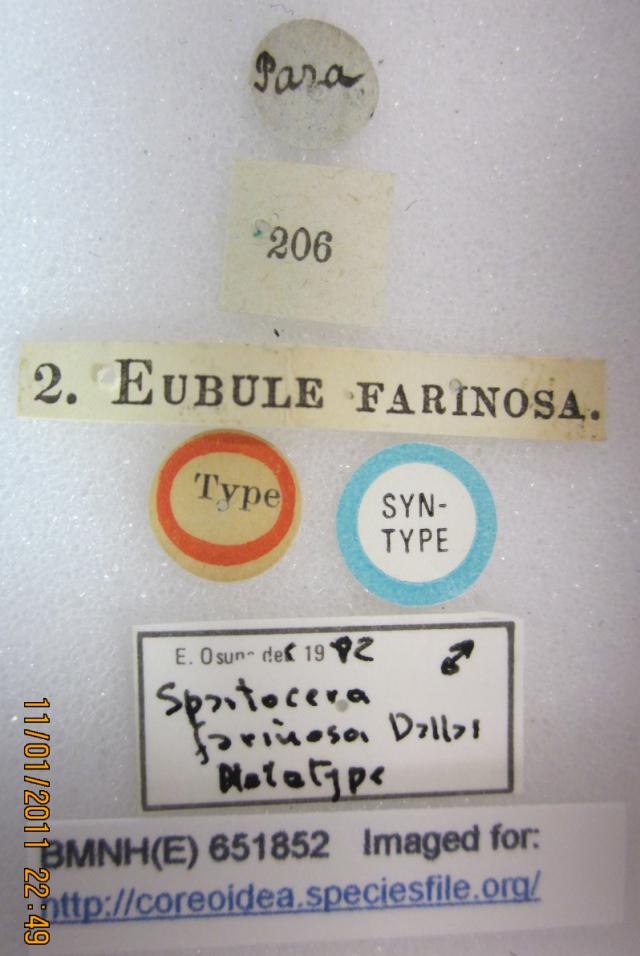 Para
206
2. EUBULE FARINOSA.
Type
SYN-
TYPE
E. Osuna det 1982 ♂
Spartocera
farinosa Dallas
BMNH(E) 651852 Imaged for:
http://coreoidea.speciesfile.org/
11/01/2011 22:49